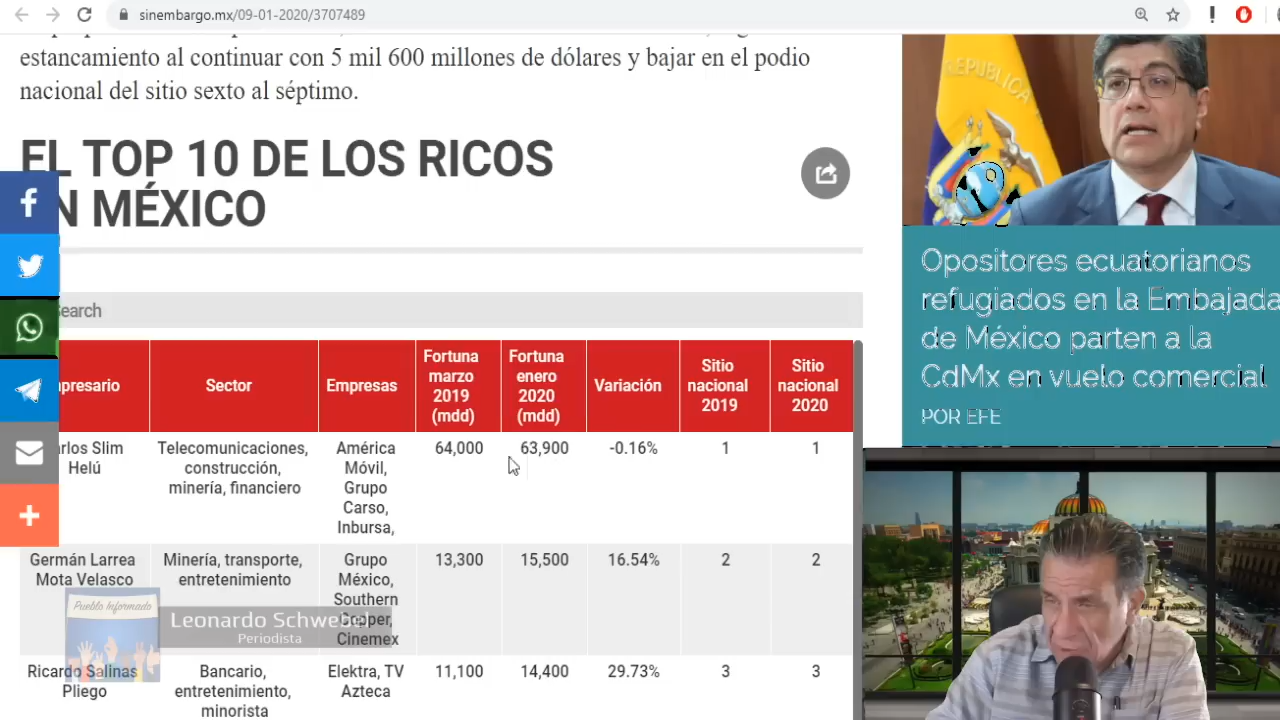 sinembargo.mx/09-01-2020/3707489
estancamiento al continuar con 5 mil 600 millones de dólares y bajar en el podio
nacional del sitio sexto al séptimo.
EL TOP 10 DE LOS RICOS
N MÉXICO
earch
presario
Sector
Empresas
Fortuna
marzo
2019
(mdd)
Fortuna
enero
2020
(mdd)
Variación
Sitio
nacional
2019
Sitio
nacional
2020
rlos Slim
Helú
Telecomunicaciones,
construcción,
minería, financiero
América
Móvil,
Grupo
Carso,
Inbursa,
64,000
63,900
-0.16%
1
1
Germán Larrea
Mota Velasco
Minería, transporte,
entretenimiento
Grupo
México,
Southern
Cinemex
13,300
15,500
16.54%
2
2
Ricardo Salinas
Pliego
Bancario,
entretenimiento,
minorista
Elektra, TV
Azteca
11,100
14,400
29.73%
3
3
Pueblo Informado
Leonardo Schwebel
Periodista
REPUBLICA
Opositores ecuatorianos
refugiados en la Embajada
de México parten a la
CdMx en vuelo comercial
POR EFE